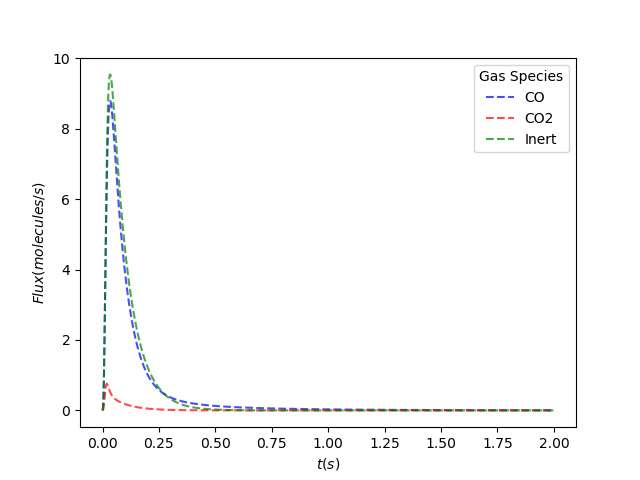 10
8
6
4
2
0
Flux(molecules/s)
Gas Species
CO
CO2
Inert
0.00 0.25 0.50 0.75 1.00 1.25 1.50 1.75 2.00
t(s)